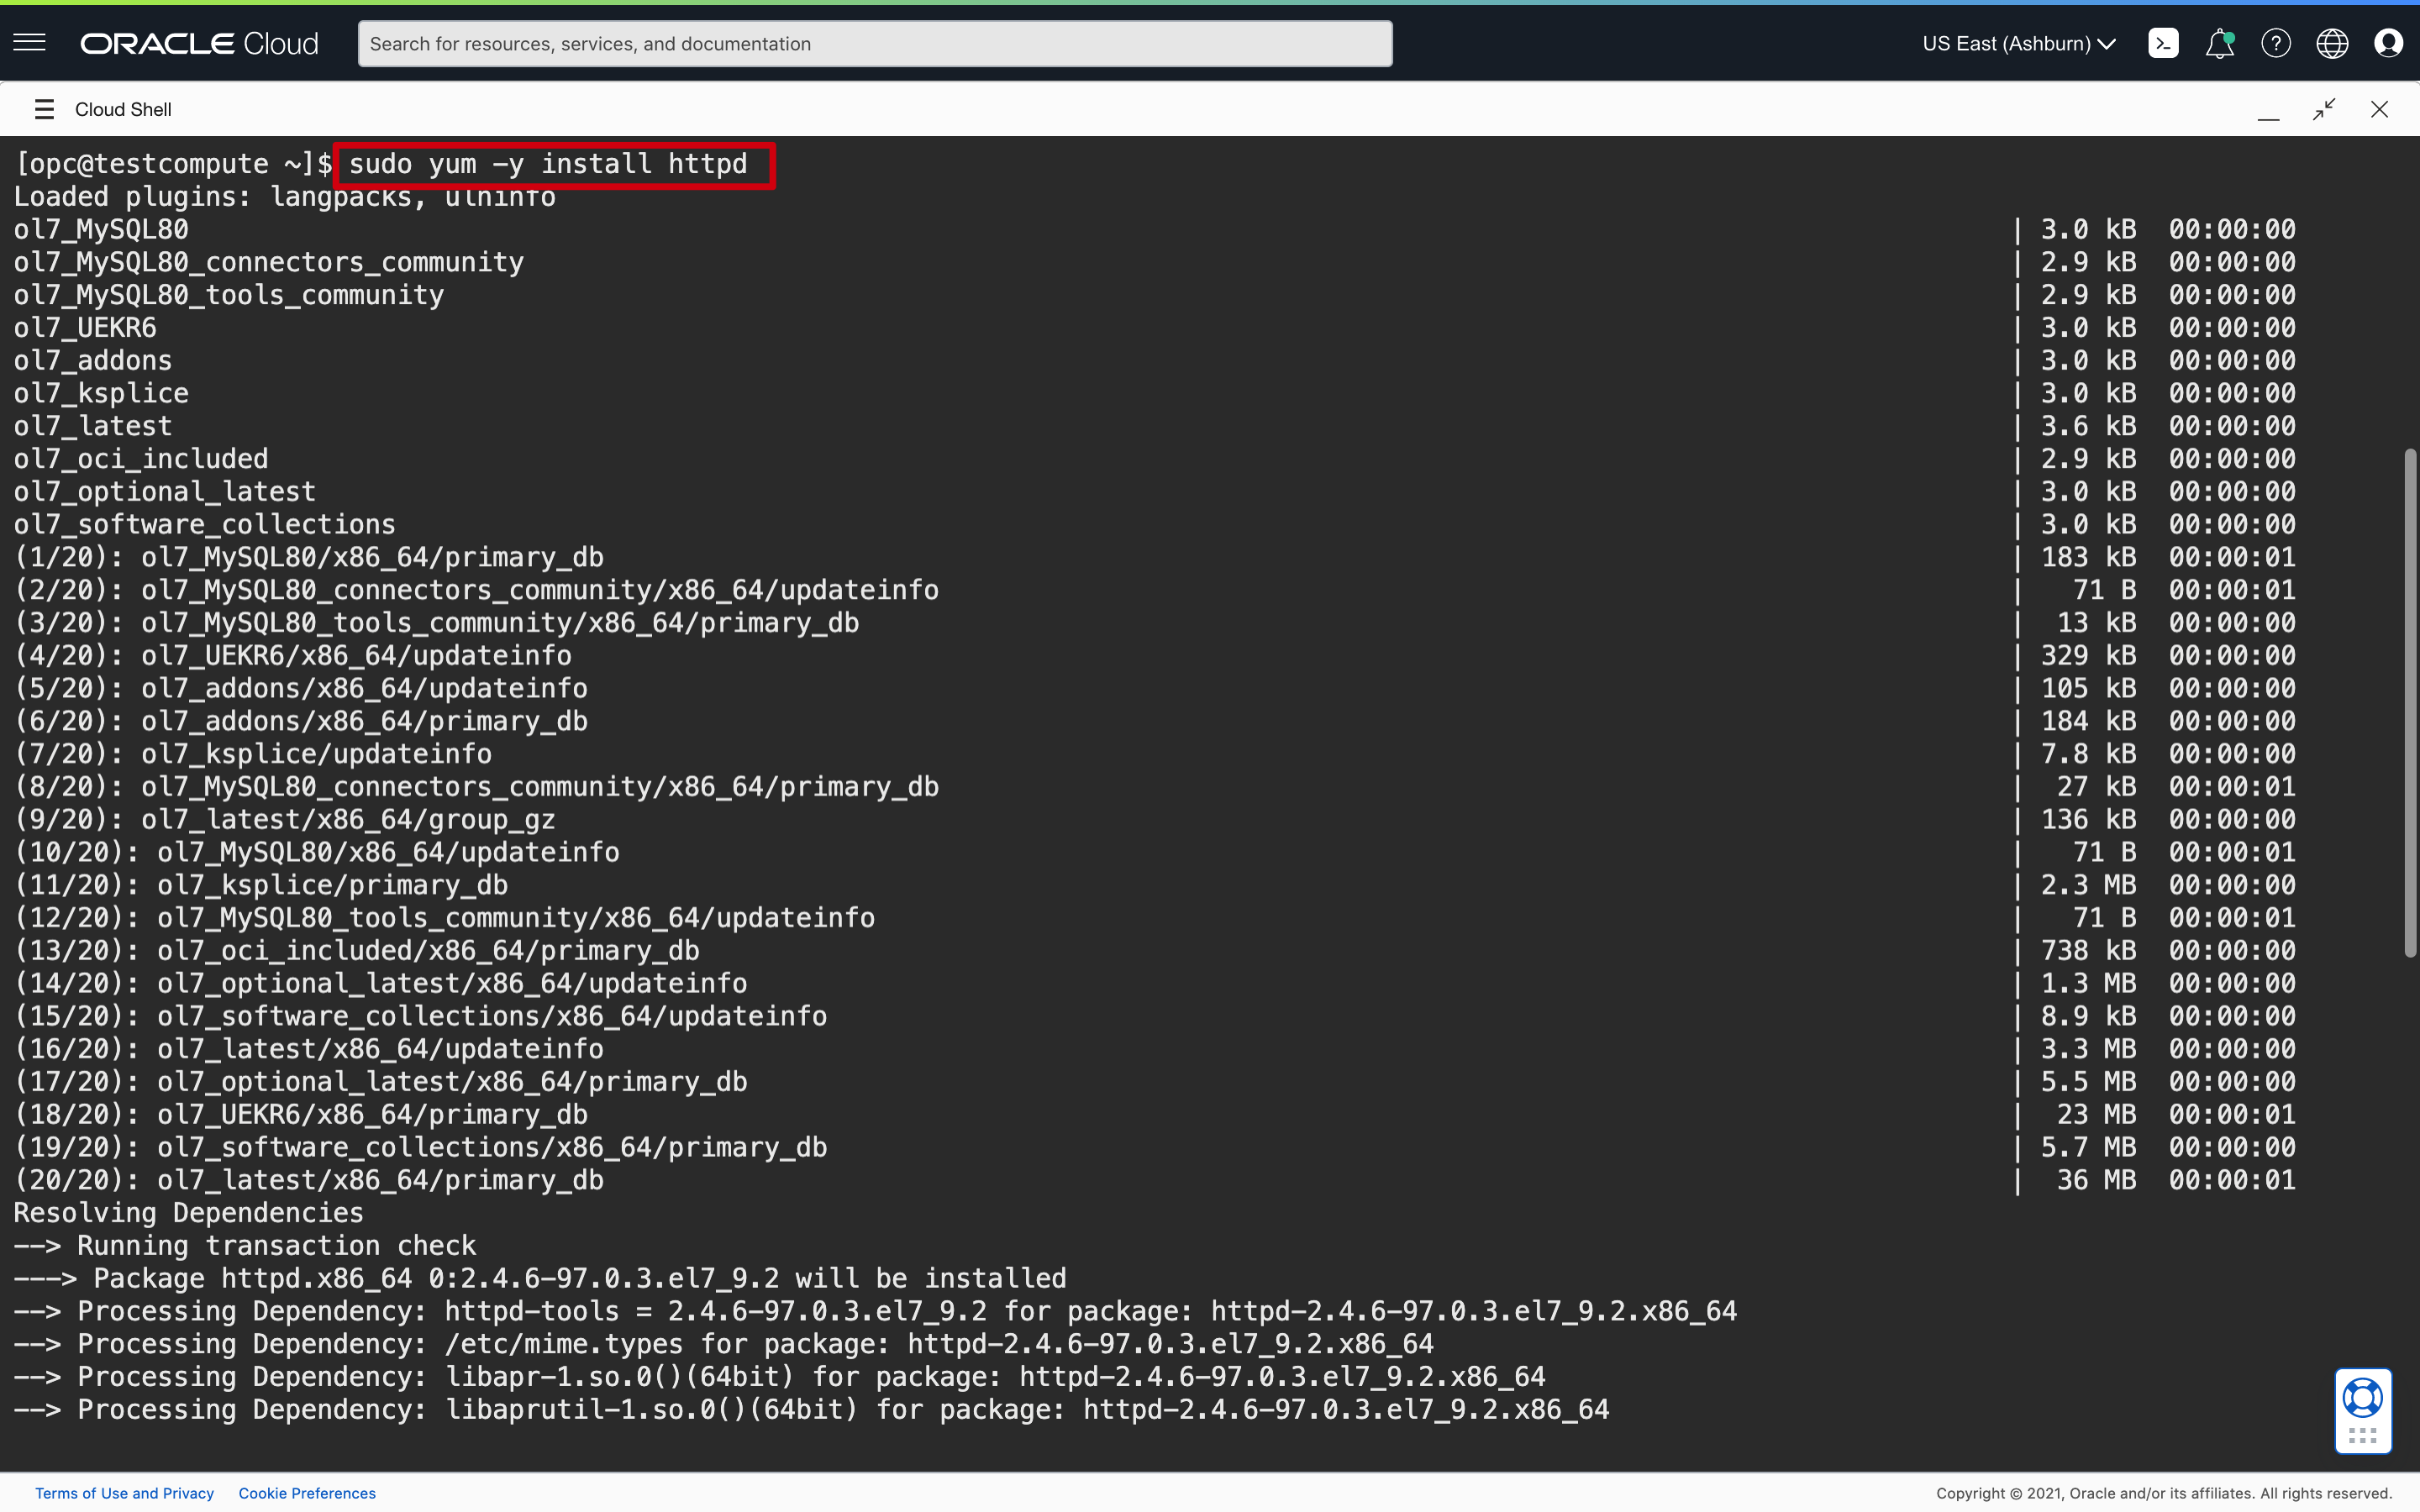 ORACLE Cloud
Search for resources, services, and documentation
US East (Ashburn)
Cloud Shell
[opc@testcompute ~]$ sudo yum -y install httpd
Loaded plugins: langpacks, ulninfo
ol7_MySQL80 | 3.0 kB 00:00:00
ol7_MySQL80_connectors_community | 2.9 kB 00:00:00
ol7_MySQL80_tools_community | 2.9 kB 00:00:00
ol7_UEKR6 | 3.0 kB 00:00:00
ol7_addons | 3.0 kB 00:00:00
ol7_ksplice | 3.0 kB 00:00:00
ol7_latest | 3.6 kB 00:00:00
ol7_oci_included | 2.9 kB 00:00:00
ol7_optional_latest | 3.0 kB 00:00:00
ol7_software_collections | 3.0 kB 00:00:00
(1/20): ol7_MySQL80/x86_64/primary_db | 183 kB 00:00:01
(2/20): ol7_MySQL80_connectors_community/x86_64/updateinfo | 71 B 00:00:01
(3/20): ol7_MySQL80_tools_community/x86_64/primary_db | 13 kB 00:00:00
(4/20): ol7_UEKR6/x86_64/updateinfo | 329 kB 00:00:00
(5/20): ol7_addons/x86_64/updateinfo | 105 kB 00:00:00
(6/20): ol7_addons/x86_64/primary_db | 184 kB 00:00:00
(7/20): ol7_ksplice/updateinfo | 7.8 kB 00:00:00
(8/20): ol7_MySQL80_connectors_community/x86_64/primary_db | 27 kB 00:00:01
(9/20): ol7_latest/x86_64/group_gz | 136 kB 00:00:00
(10/20): ol7_MySQL80/x86_64/updateinfo | 71 B 00:00:01
(11/20): ol7_ksplice/primary_db | 2.3 MB 00:00:00
(12/20): ol7_MySQL80_tools_community/x86_64/updateinfo | 71 B 00:00:01
(13/20): ol7_oci_included/x86_64/primary_db | 738 kB 00:00:00
(14/20): ol7_optional_latest/x86_64/updateinfo | 1.3 MB 00:00:00
(15/20): ol7_software_collections/x86_64/updateinfo | 8.9 kB 00:00:00
(16/20): ol7_latest/x86_64/updateinfo | 3.3 MB 00:00:00
(17/20): ol7_optional_latest/x86_64/primary_db | 5.5 MB 00:00:00
(18/20): ol7_UEKR6/x86_64/primary_db | 23 MB 00:00:01
(19/20): ol7_software_collections/x86_64/primary_db | 5.7 MB 00:00:00
(20/20): ol7_latest/x86_64/primary_db | 36 MB 00:00:01
Resolving Dependencies
--> Running transaction check
---> Package httpd.x86_64 0:2.4.6-97.0.3.el7_9.2 will be installed
--> Processing Dependency: httpd-tools = 2.4.6-97.0.3.el7_9.2 for package: httpd-2.4.6-97.0.3.el7_9.2.x86_64
--> Processing Dependency: /etc/mime.types for package: httpd-2.4.6-97.0.3.el7_9.2.x86_64
--> Processing Dependency: libapr-1.so.0()(64bit) for package: httpd-2.4.6-97.0.3.el7_9.2.x86_64
--> Processing Dependency: libaprutil-1.so.0()(64bit) for package: httpd-2.4.6-97.0.3.el7_9.2.x86_64
Terms of Use and Privacy Cookie Preferences
Copyright © 2021, Oracle and/or its affiliates. All rights reserved.